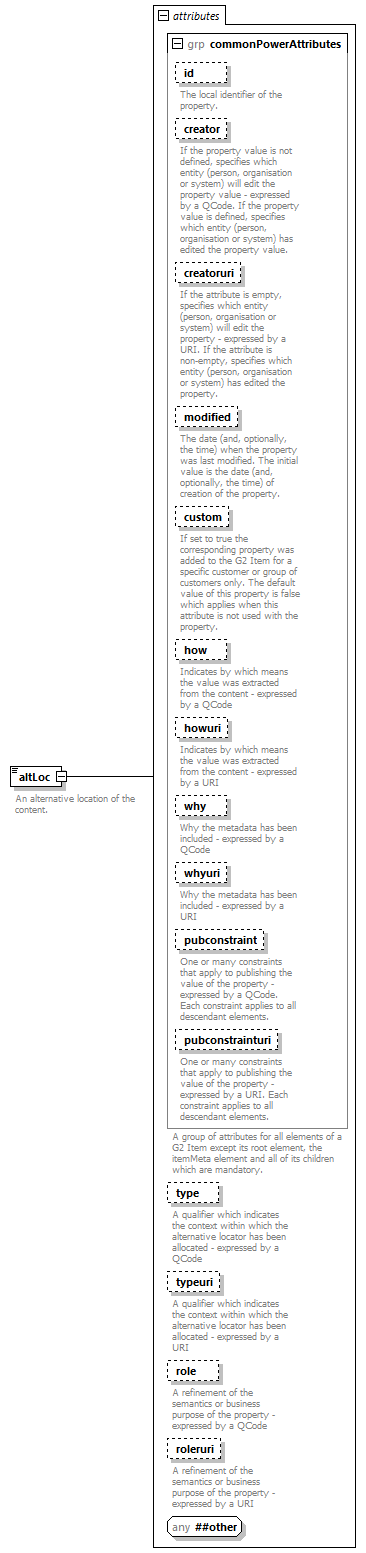 attributes
grp commonPowerAttributes
id
The local identifier of the
property.
creator
If the property value is not
defined, specifies which
entity (person, organisation
or system) will edit the
property value - expressed
by a QCode. If the property
value is defined, specifies
which entity (person,
organisation or system) has
edited the property value.
creatoruri
If the attribute is empty,
specifies which entity
(person, organisation or
system) will edit the
property - expressed by a
URI. If the attribute is
non-empty, specifies which
entity (person, organisation
or system) has edited the
property.
modified
The date (and, optionally,
the time) when the property
was last modified. The initial
value is the date (and,
optionally, the time) of
creation of the property.
custom
If set to true the
corresponding property was
added to the G2 Item for a
specific customer or group of
customers only. The default
value of this property is false
which applies when this
attribute is not used with the
property.
how
Indicates by which means
the value was extracted
from the content - expressed
by a QCode
howuri
Indicates by which means
the value was extracted
from the content - expressed
by a URI
altLoc
An alternative location of the
content.
why
Why the metadata has been
included - expressed by a
QCode
whyuri
Why the metadata has been
included - expressed by a
URI
pubconstraint
One or many constraints
that apply to publishing the
value of the property -
expressed by a QCode.
Each constraint applies to all
descendant elements.
pubconstrainturi
One or many constraints
that apply to publishing the
value of the property -
expressed by a URI. Each
constraint applies to all
descendant elements.
A group of attributes for all elements of a
G2 Item except its root element, the
itemMeta element and all of its children
which are mandatory.
type
A qualifier which indicates
the context within which the
alternative locator has been
allocated - expressed by a
QCode
typeuri
A qualifier which indicates
the context within which the
alternative locator has been
allocated - expressed by a
URI
role
A refinement of the
semantics or business
purpose of the property -
expressed by a QCode
roleuri
A refinement of the
semantics or business
purpose of the property -
expressed by a URI
any ##other